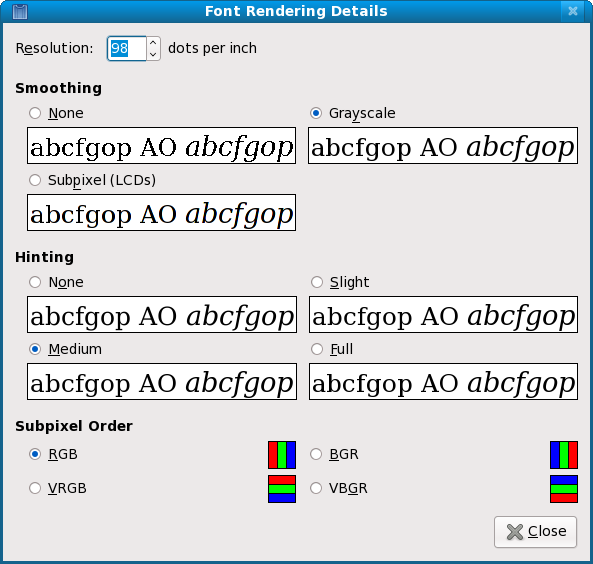 Font Rendering Details
Resolution: 98 dots per inch
Smoothing
None
Grayscale
abcfgop AO abcfgop
abcfgop AO abcfgop
Subpixel (LCDs)
abcfgop AO abcfgop
Hinting
None
Slight
abcfgop AO abcfgop
abcfgop AO abcfgop
Medium
Full
abcfgop AO abcfgop
abcfgop AO abcfgop
Subpixel Order
RGB
BGR
VRGB
VBGR
Close